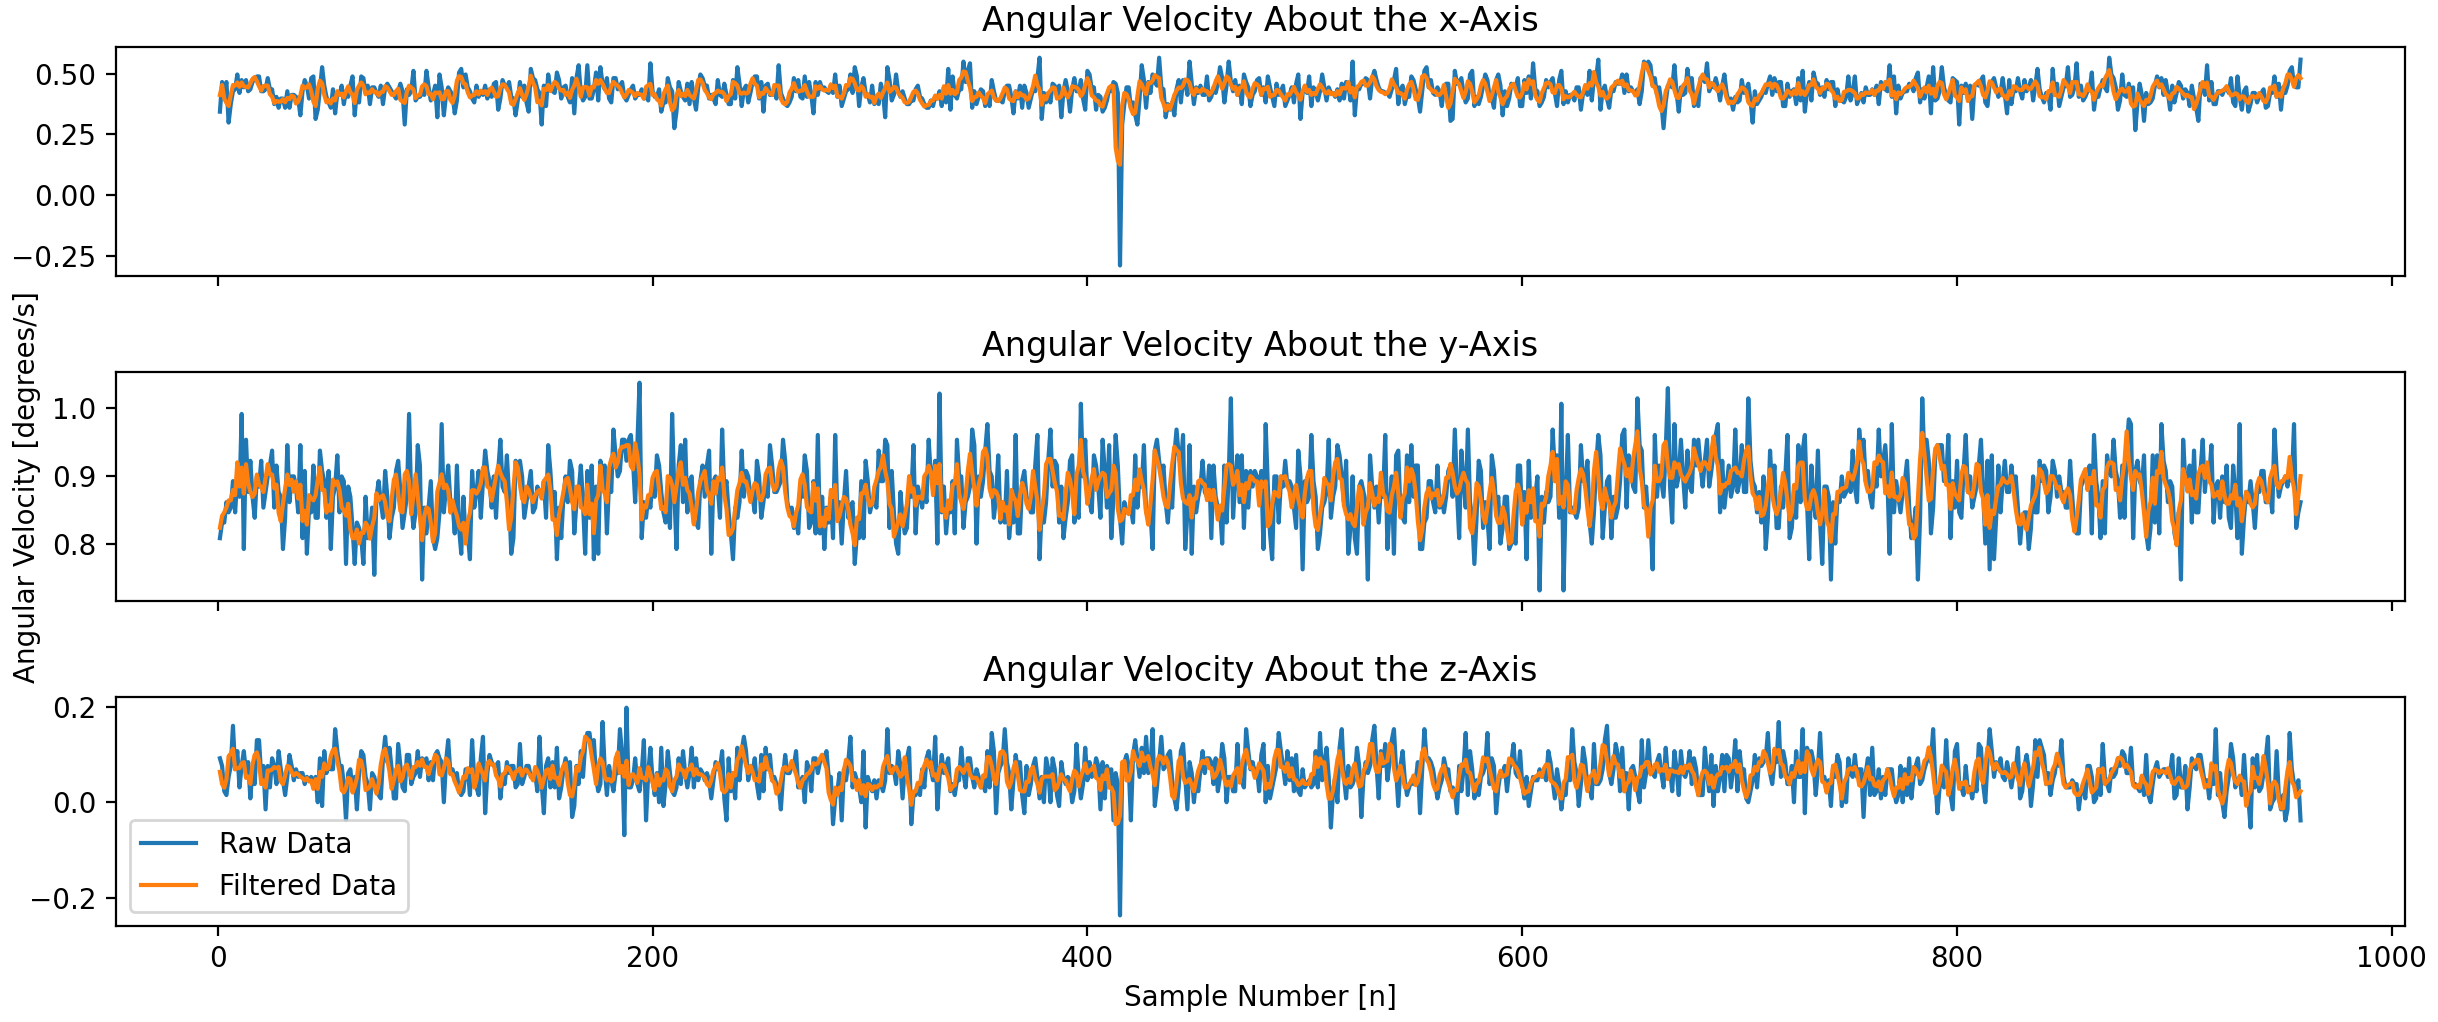 Angular Velocity About the x-Axis
0.50
0.25
0.00
−0.25
Angular Velocity [degrees/s]
Angular Velocity About the y-Axis
1.0
0.9
0.8
Angular Velocity About the z-Axis
0.2
0.0
−0.2
Raw Data
Filtered Data
0 200 400 600 800 1000
Sample Number [n]